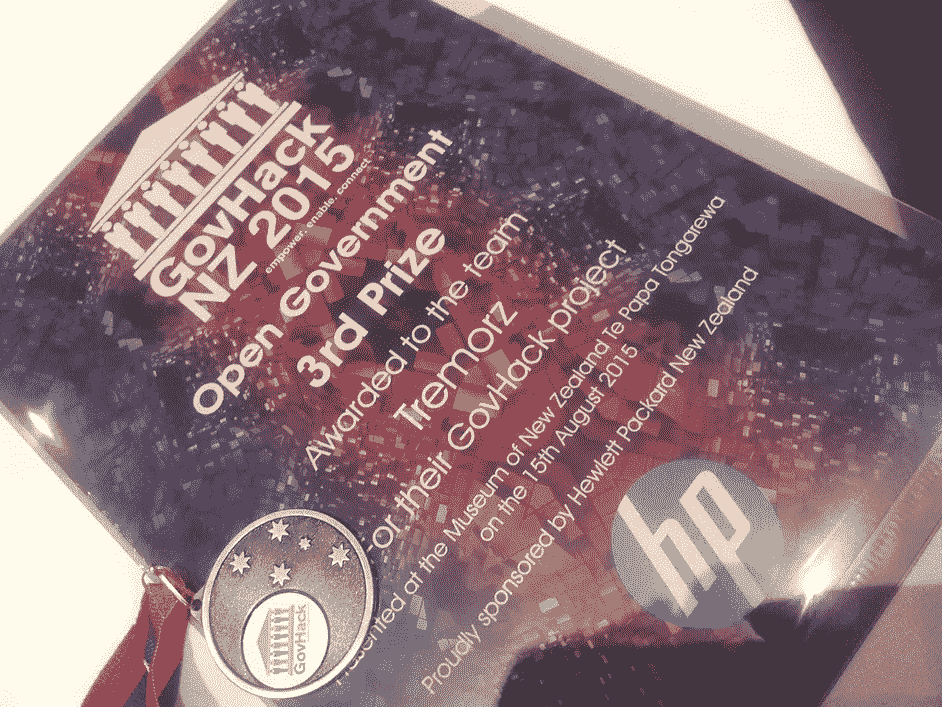 GovHack
NZ 2015
empower. enable. connect.
Open Government
3rd Prize
Awarded to the team
Tremorz
or their GovHack project
at the Museum of New Zealand Te Papa Tongarewa
on the 15th August 2015
Proudly sponsored by Hewlett Packard New Zealand
hp
GovHack